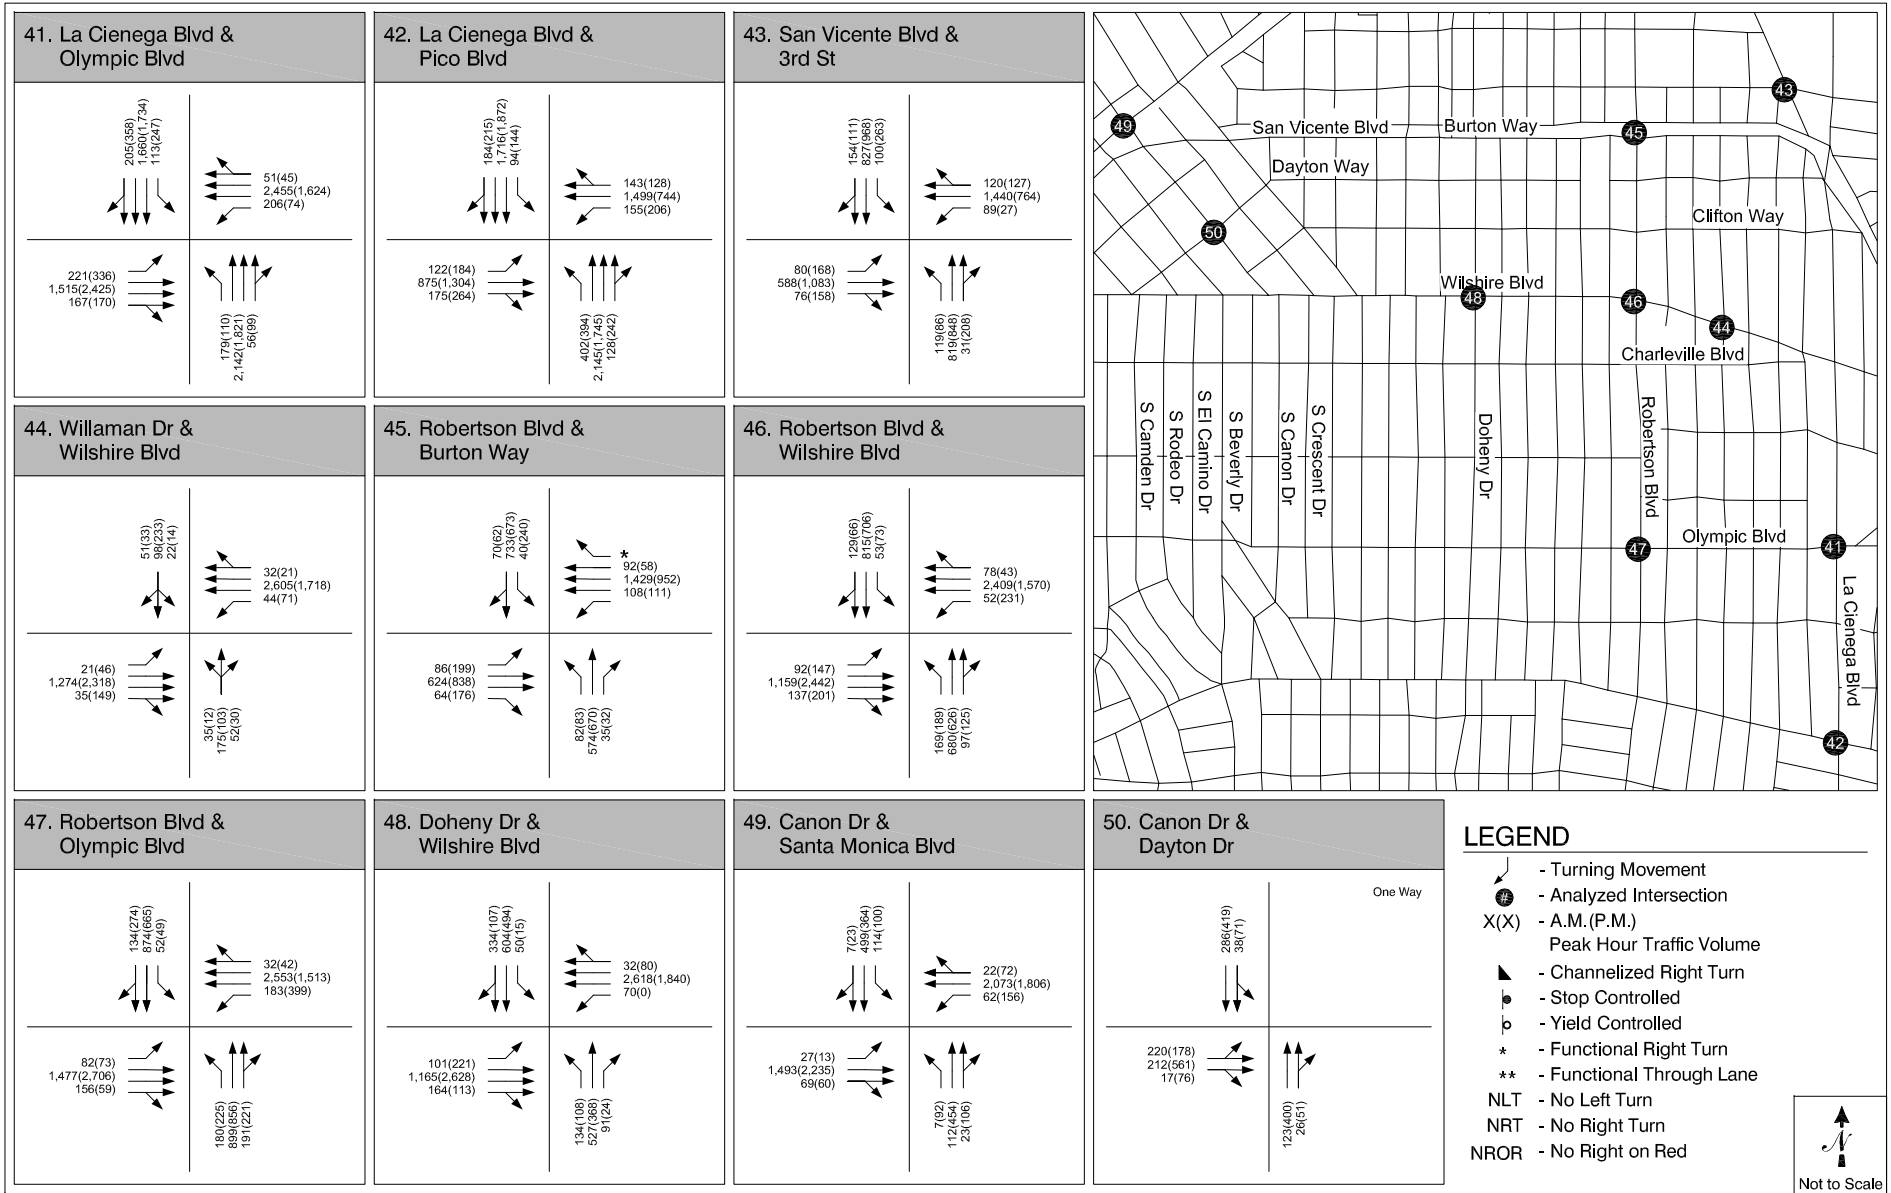 41. La Cienega Blvd &
Olympic Blvd
205(358)
1,660(1,734)
113(247)
51(45)
2,455(1,624)
206(74)
221(336)
1,515(2,425)
167(170)
179(110)
2,142(1,821)
56(99)
42. La Cienega Blvd &
Pico Blvd
184(215)
1,716(1,872)
94(144)
143(128)
1,499(744)
155(206)
122(184)
875(1,304)
175(264)
402(394)
2,145(1,745)
128(242)
43. San Vicente Blvd &
3rd St
154(111)
827(968)
100(263)
120(127)
1,440(764)
89(27)
80(168)
588(1,083)
76(158)
119(86)
819(848)
31(208)
44. Willaman Dr &
Wilshire Blvd
51(33)
98(233)
22(14)
32(21)
2,605(1,718)
44(71)
21(46)
1,274(2,318)
35(149)
35(12)
175(103)
52(30)
45. Robertson Blvd &
Burton Way
70(62)
733(673)
40(240)
*
92(58)
1,429(952)
108(111)
86(199)
624(838)
64(176)
82(83)
574(670)
35(32)
46. Robertson Blvd &
Wilshire Blvd
129(66)
815(706)
53(73)
78(43)
2,409(1,570)
52(231)
92(147)
1,159(2,442)
137(201)
169(189)
680(626)
97(125)
47. Robertson Blvd &
Olympic Blvd
134(274)
874(665)
52(49)
32(42)
2,553(1,513)
183(399)
82(73)
1,477(2,706)
156(59)
180(225)
899(856)
191(221)
48. Doheny Dr &
Wilshire Blvd
334(107)
604(494)
50(15)
32(80)
2,618(1,840)
70(0)
101(221)
1,165(2,628)
164(113)
134(108)
527(368)
91(24)
49. Canon Dr &
Santa Monica Blvd
7(23)
499(364)
114(100)
22(72)
2,073(1,806)
62(156)
27(13)
1,493(2,235)
69(60)
7(92)
112(454)
23(106)
50. Canon Dr &
Dayton Dr
One Way
286(419)
38(71)
220(178)
212(561)
17(76)
123(400)
26(51)
43
49
San Vicente Blvd
Burton Way
45
Dayton Way
Clifton Way
50
Wilshire Blvd
48
46
44
Charleville Blvd
S Camden Dr
S Rodeo Dr
S El Camino Dr
S Beverly Dr
S Canon Dr
S Crescent Dr
Doheny Dr
Robertson Blvd
Olympic Blvd
47
41
La Cienega Blvd
42
LEGEND
- Turning Movement
# - Analyzed Intersection
X(X) - A.M.(P.M.)
Peak Hour Traffic Volume
- Channelized Right Turn
- Stop Controlled
- Yield Controlled
* - Functional Right Turn
** - Functional Through Lane
NLT - No Left Turn
NRT - No Right Turn
NROR - No Right on Red
N
Not to Scale